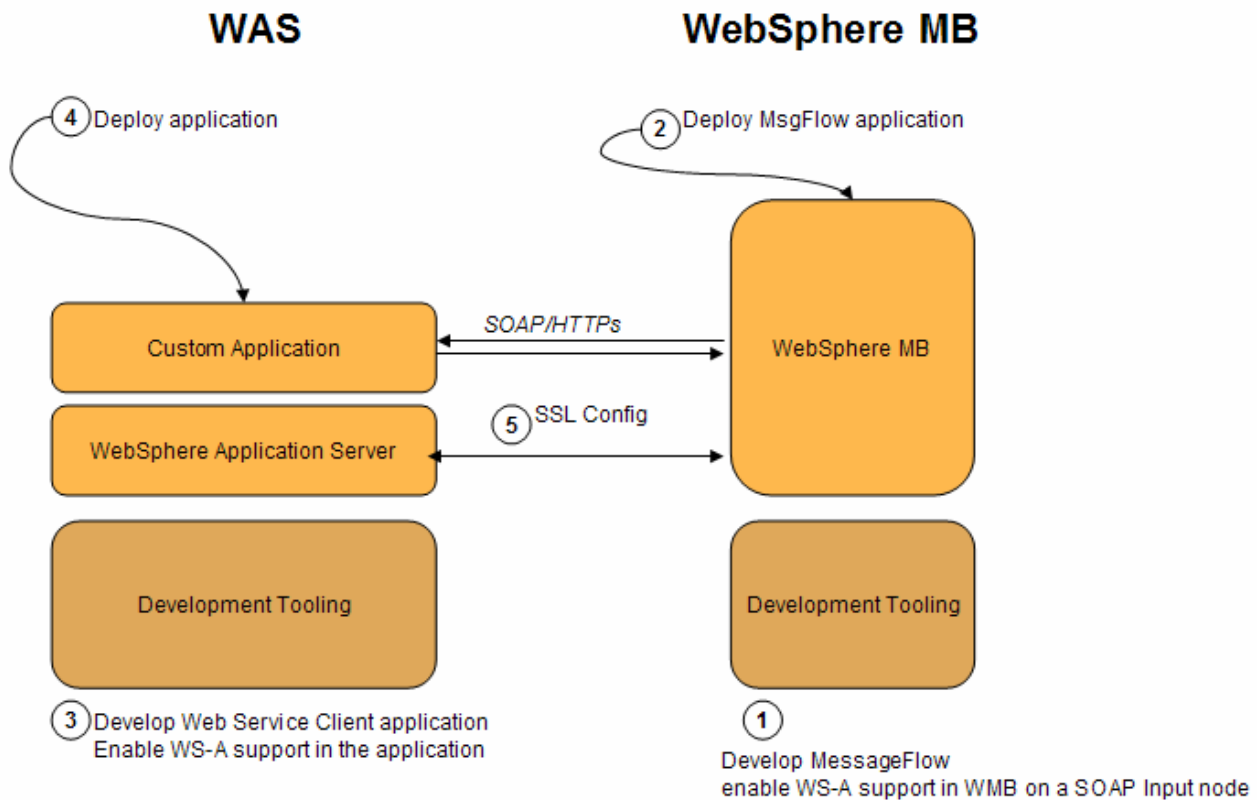 WAS
WebSphere MB
4 Deploy application
2 Deploy MsgFlow application
SOAP/HTTPs
Custom Application
WebSphere MB
5 SSL Config
WebSphere Application Server
Development Tooling
Development Tooling
3 Develop Web Service Client application
Enable WS-A support in the application
1
Develop MessageFlow
enable WS-A support in WMB on a SOAP Input node